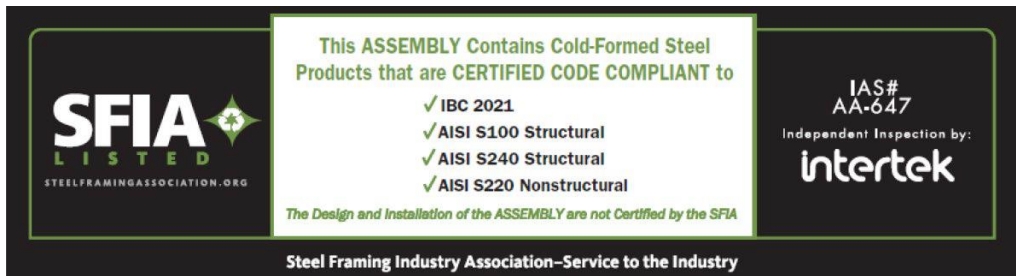 SFIA
LISTED
STEELFRAMINGASSOCIATION.ORG
This ASSEMBLY Contains Cold-Formed Steel
Products that are CERTIFIED CODE COMPLIANT to
✓IBC 2021
✓AISI S100 Structural
✓AISI S240 Structural
✓AISI S220 Nonstructural
The Design and Installation of the ASSEMBLY are not Certified by the SFIA
IAS#
AA-647
Independent Inspection by:
intertek
Steel Framing Industry Association–Service to the Industry